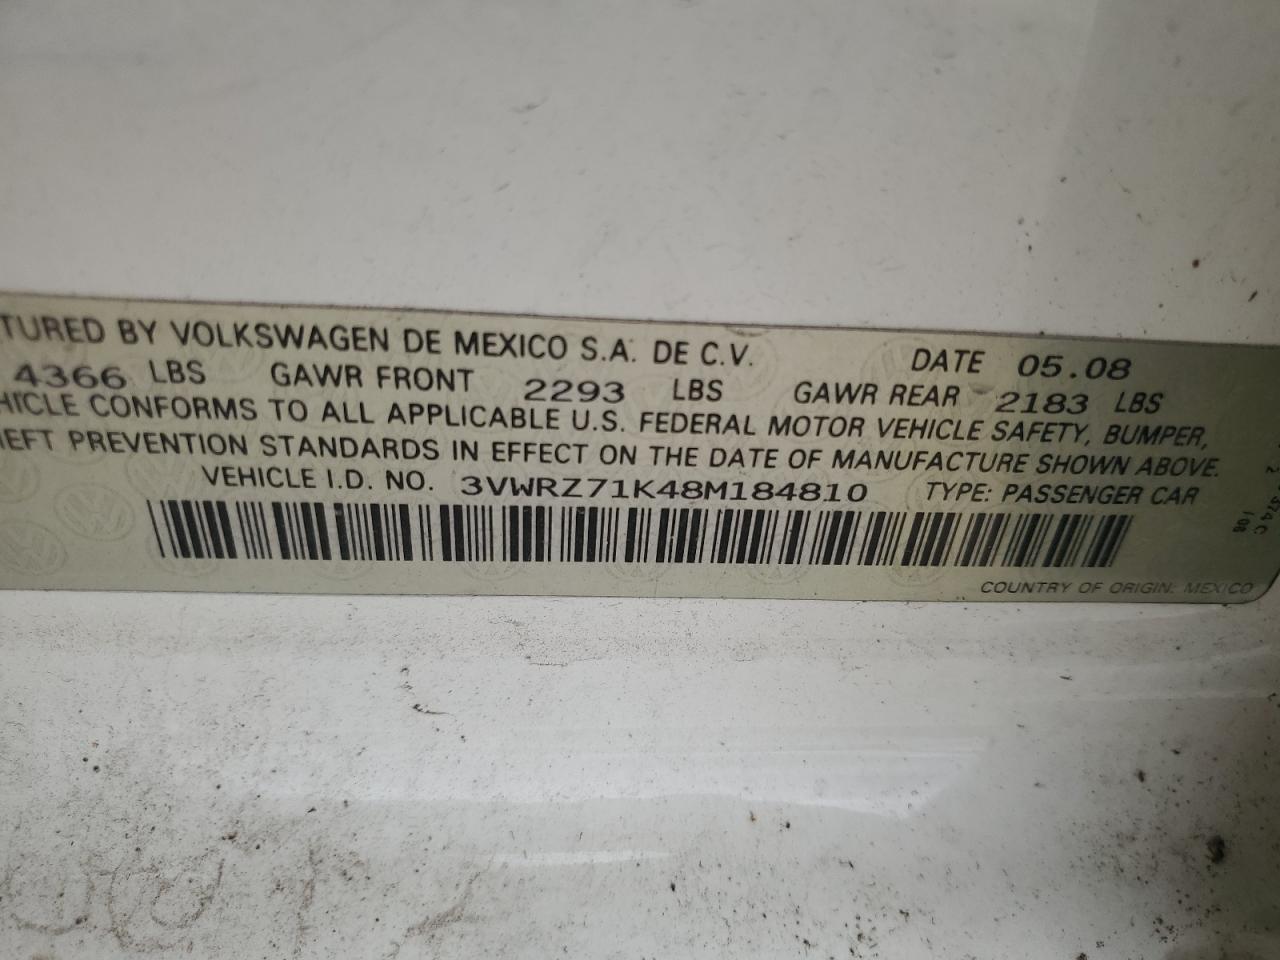 TURED BY VOLKSWAGEN DE MEXICO S.A. DE C.V. DATE 05.08
4366 LBS GAWR FRONT 2293 LBS GAWR REAR 2183 LBS
HICLE CONFORMS TO ALL APPLICABLE U.S. FEDERAL MOTOR VEHICLE SAFETY, BUMPER,
HEFT PREVENTION STANDARDS IN EFFECT ON THE DATE OF MANUFACTURE SHOWN ABOVE.
VEHICLE I.D. NO. 3VWRZ71K48M184810 TYPE: PASSENGER CAR
COUNTRY OF ORIGIN: MEXICO